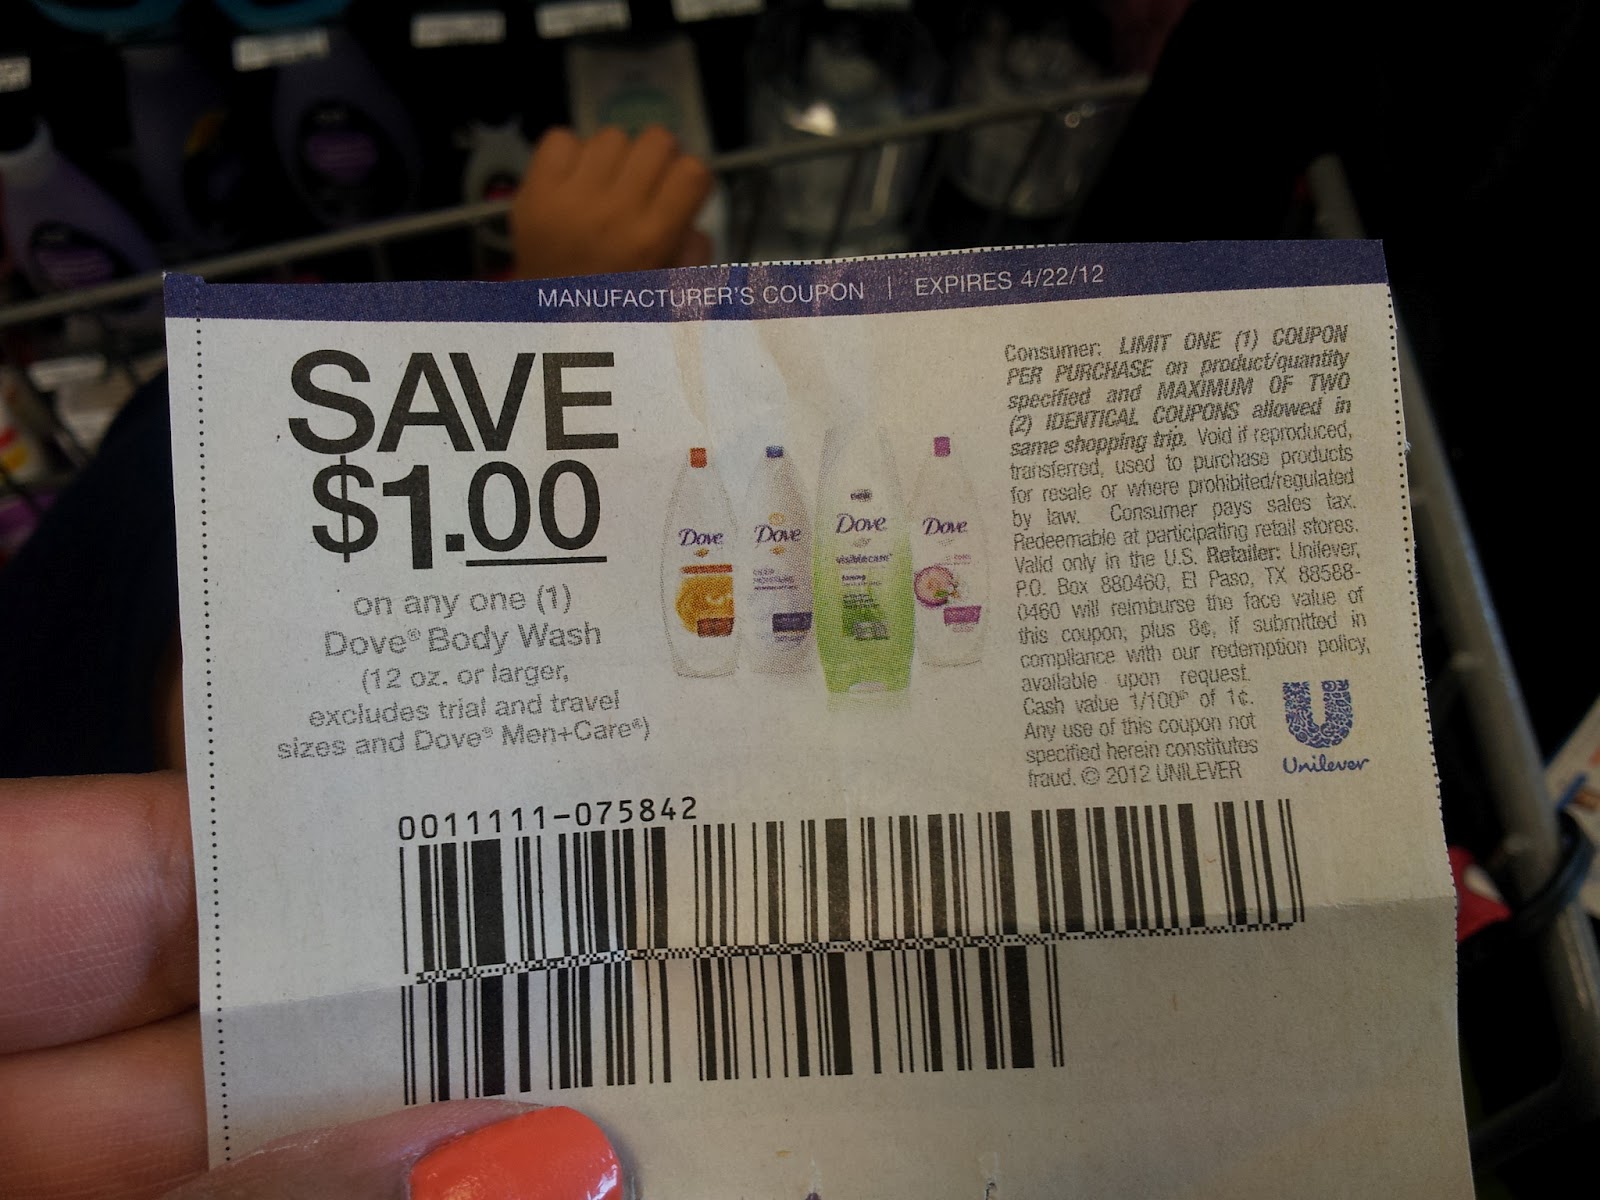 MANUFACTURER'S COUPON | EXPIRES 4/22/12
SAVE
$1.00
on any one (1)
Dove® Body Wash
(12 oz. or larger,
excludes trial and travel
sizes and Dove® Men+Care®)
Dove
Dove
Dove
visiblecare
Dove
Consumer: LIMIT ONE (1) COUPON
PER PURCHASE on product/quantity
specified and MAXIMUM OF TWO
(2) IDENTICAL COUPONS allowed in
same shopping trip. Void if reproduced,
transferred, used to purchase products
for resale or where prohibited/regulated
by law. Consumer pays sales tax.
Redeemable at participating retail stores.
Valid only in the U.S. Retailer: Unilever,
P.O. Box 880460, El Paso, TX 88588-
0460 will reimburse the face value of
this coupon, plus 8¢, if submitted in
compliance with our redemption policy,
available upon request.
Cash value 1/100th of 1¢.
Any use of this coupon not
specified herein constitutes
fraud. © 2012 UNILEVER
Unilever
0011111-075842